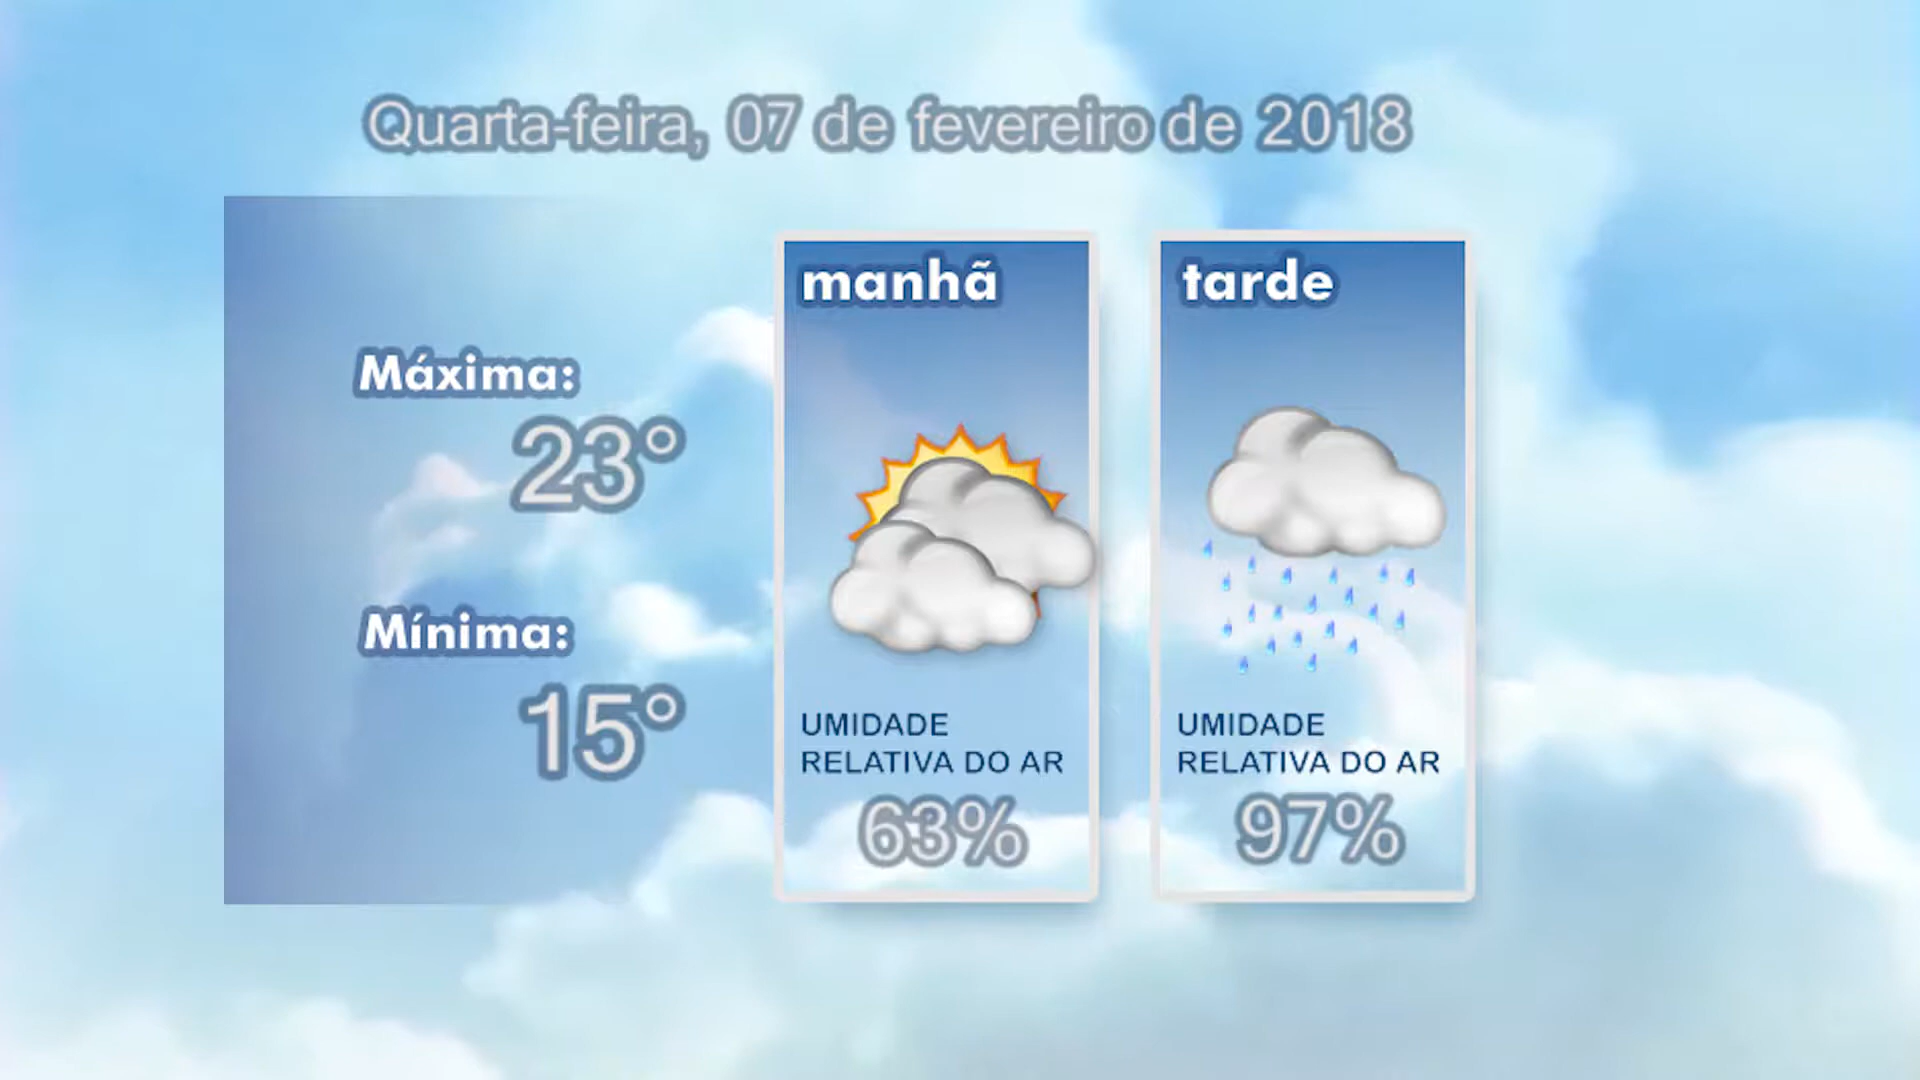 Quarta-feira, 07 de fevereiro de 2018
Máxima:
23°
Mínima:
15°
manhã
UMIDADE
RELATIVA DO AR
63%
tarde
UMIDADE
RELATIVA DO AR
97%